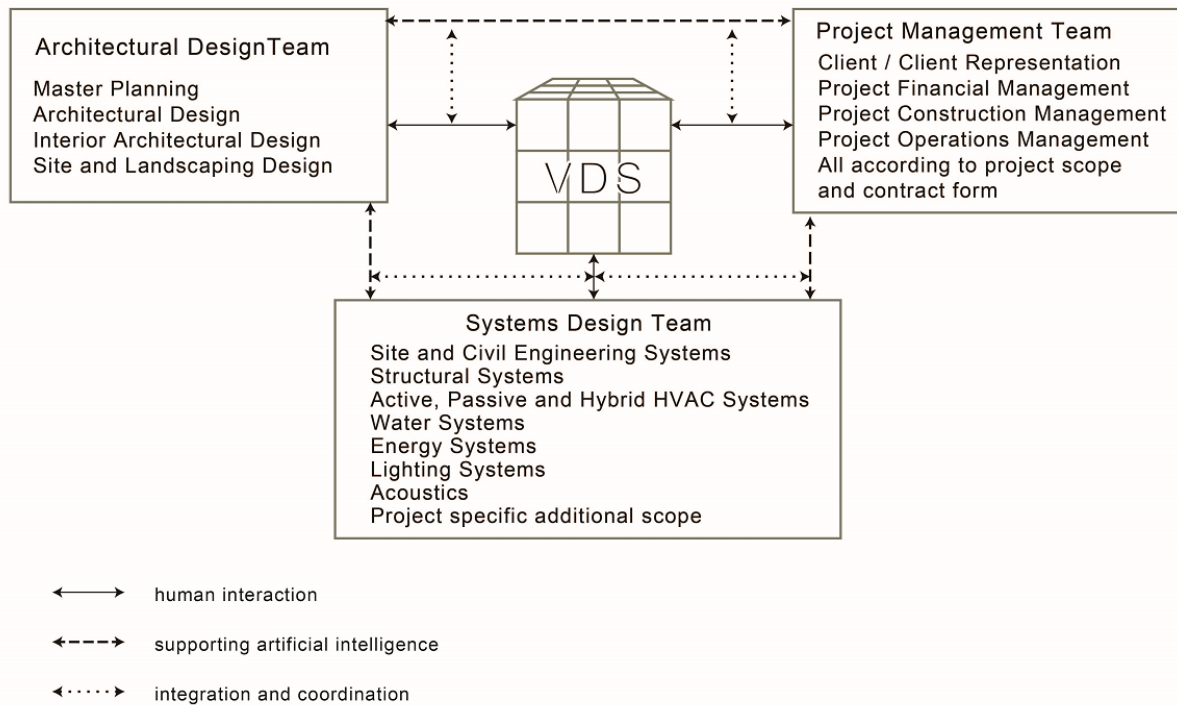 Architectural DesignTeam
Master Planning
Architectural Design
Interior Architectural Design
Site and Landscaping Design
VDS
Project Management Team
Client / Client Representation
Project Financial Management
Project Construction Management
Project Operations Management
All according to project scope
and contract form
Systems Design Team
Site and Civil Engineering Systems
Structural Systems
Active, Passive and Hybrid HVAC Systems
Water Systems
Energy Systems
Lighting Systems
Acoustics
Project specific additional scope
human interaction
supporting artificial intelligence
integration and coordination